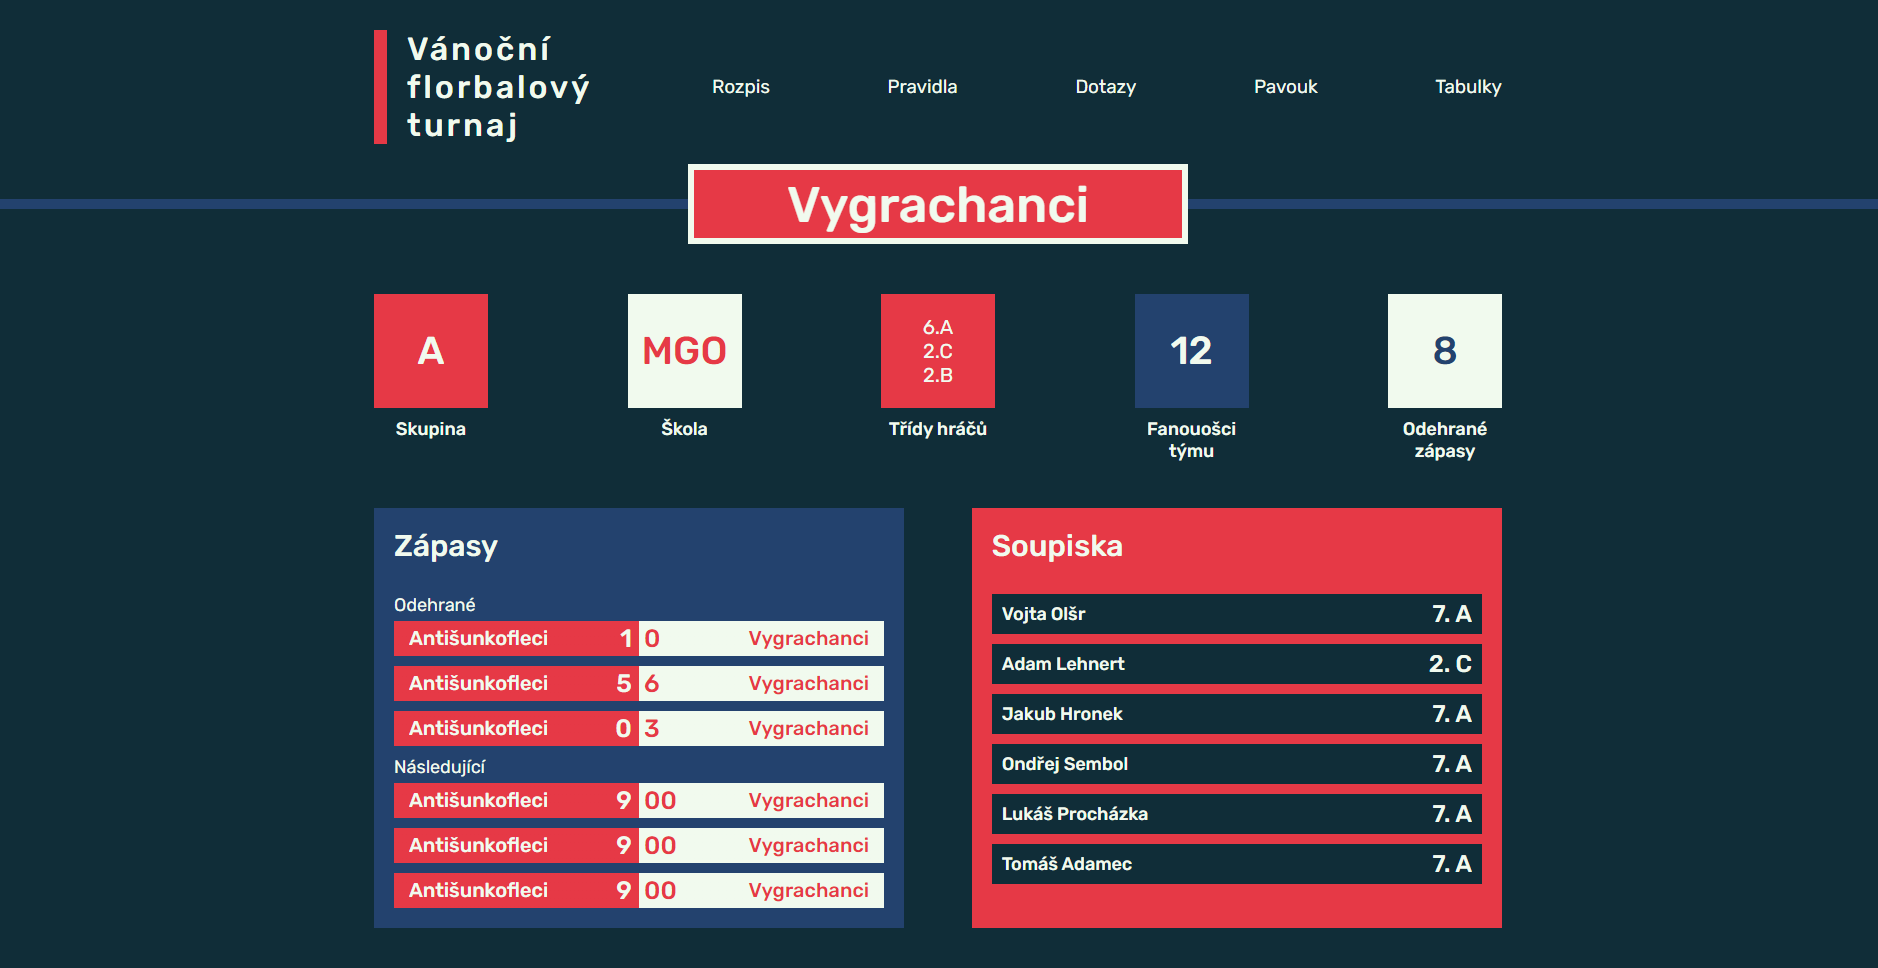 Vánoční
florbalový
turnaj
Rozpis
Pravidla
Dotazy
Pavouk
Tabulky
Vygrachanci
A
Skupina
MGO
Škola
6.A
2.C
2.B
Třídy hráčů
12
Fanouošci
týmu
8
Odehrané
zápasy
Zápasy
Odehrané
Antišunkofleci 1 0 Vygrachanci
Antišunkofleci 5 6 Vygrachanci
Antišunkofleci 0 3 Vygrachanci
Následující
Antišunkofleci 9 00 Vygrachanci
Antišunkofleci 9 00 Vygrachanci
Antišunkofleci 9 00 Vygrachanci
Soupiska
Vojta Olšr 7. A
Adam Lehnert 2. C
Jakub Hronek 7. A
Ondřej Sembol 7. A
Lukáš Procházka 7. A
Tomáš Adamec 7. A